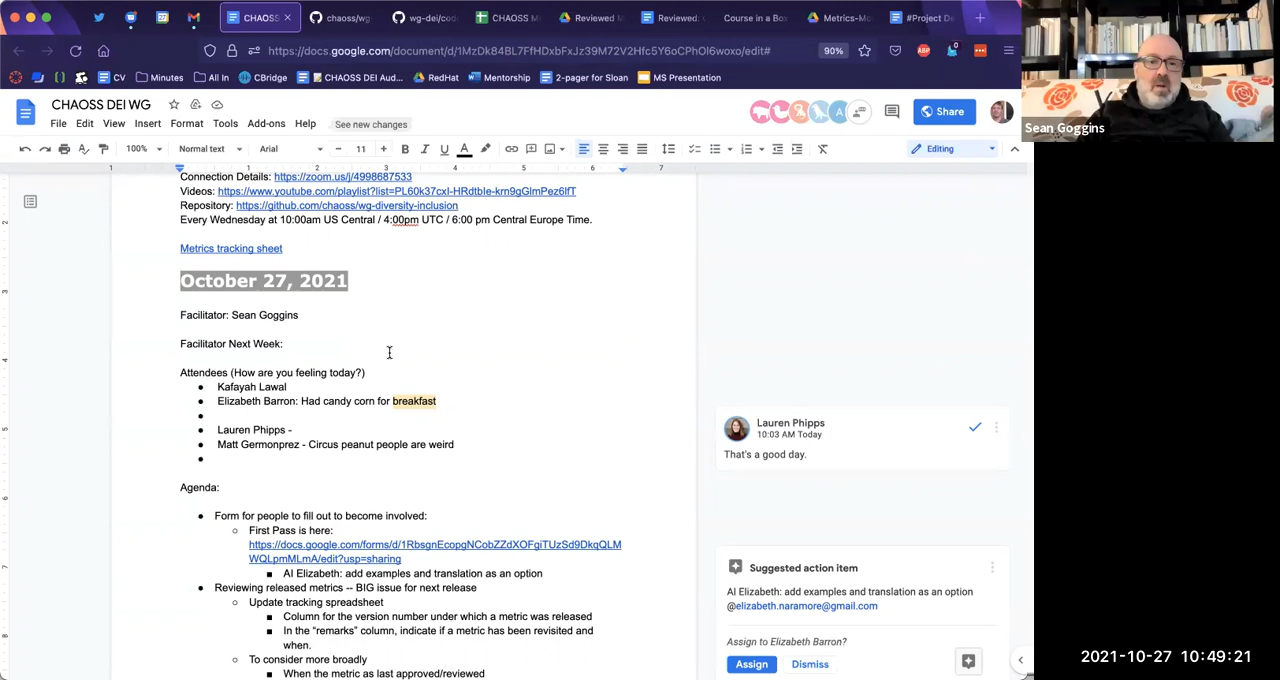 CHAOSS
chaoss/wg-
wg-dei/cod
CHAOSS M
Reviewed M
Reviewed.
Course in a Bo
Metrics-Mo
#Project De
https://docs.google.com/document/d/1MzDk84BL7FfHDxbFxJz39M72V2Hfc5Y6oCPhOl6woxo/edit#
90%
CV
Minutes
All In
CBridge
CHAOSS DEI Aud...
RedHat
Mentorship
2-pager for Sloan
MS Presentation
CHAOSS DEI WG
File Edit View Insert Format Tools Add-ons Help See new changes
Share
100% Normal text Arial 11 Editing
Connection Details: https://zoom.us/j/4998687533
Videos: https://www.youtube.com/playlist?list=PL60k37cxI-HRdtbIe-krn9gGlmPez6lfT
Repository: https://github.com/chaoss/wg-diversity-inclusion
Every Wednesday at 10:00am US Central / 4:00pm UTC / 6:00 pm Central Europe Time.
Metrics tracking sheet
October 27, 2021
Facilitator: Sean Goggins
Facilitator Next Week:
Attendees (How are you feeling today?)
Kafayah Lawal
Elizabeth Barron: Had candy corn for breakfast
Lauren Phipps -
Matt Germonprez - Circus peanut people are weird
Agenda:
Form for people to fill out to become involved:
First Pass is here:
https://docs.google.com/forms/d/1RbsgnEcopgNCobZZdXOFgiTUzSd9DkqQLM
WQLpmMLmA/edit?usp=sharing
AI Elizabeth: add examples and translation as an option
Reviewing released metrics -- BIG issue for next release
Update tracking spreadsheet
Column for the version number under which a metric was released
In the “remarks” column, indicate if a metric has been revisited and
when.
To consider more broadly
When the metric as last approved/reviewed
Lauren Phipps
10:03 AM Today
That's a good day.
Suggested action item
AI Elizabeth: add examples and translation as an option
@elizabeth.naramore@gmail.com
Assign to Elizabeth Barron?
Assign Dismiss
Sean Goggins
2021-10-27 10:49:21